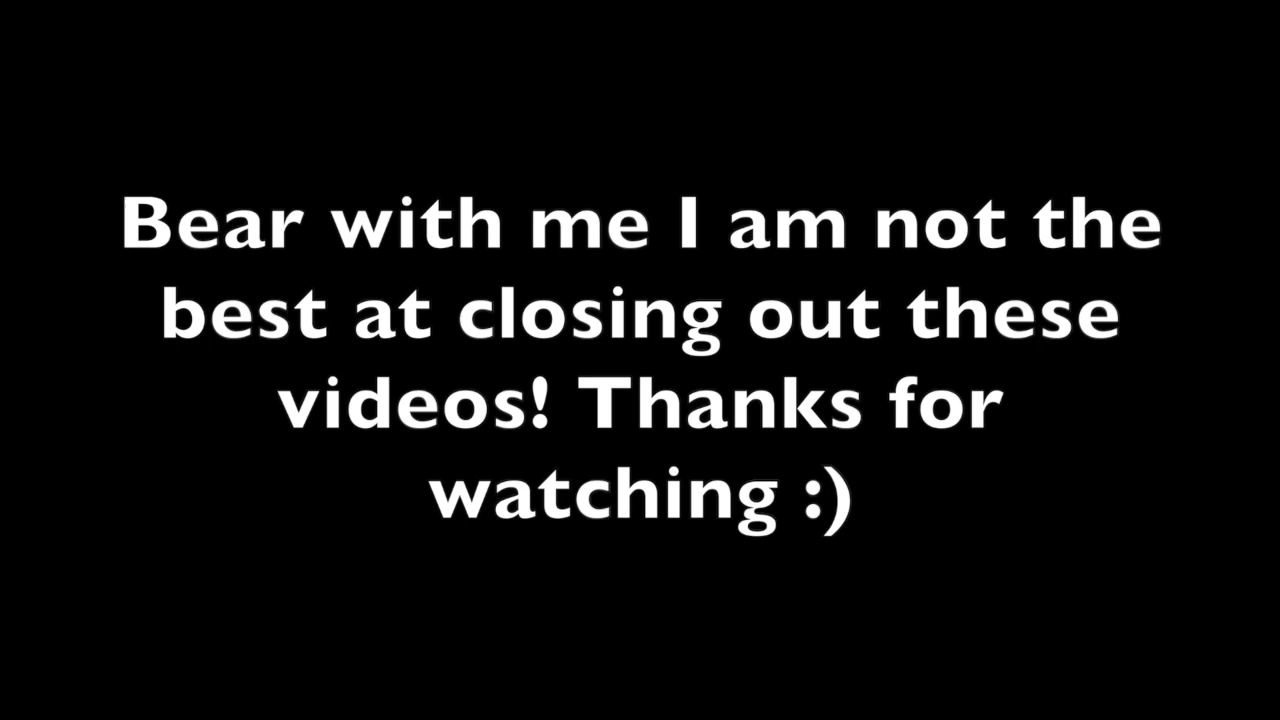 Bear with me I am not the
best at closing out these
videos! Thanks for
watching :)